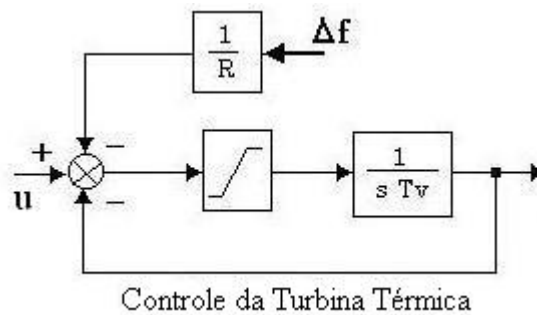 1
R
Δf
+
−
u
−
1
s Tv
Controle da Turbina Térmica